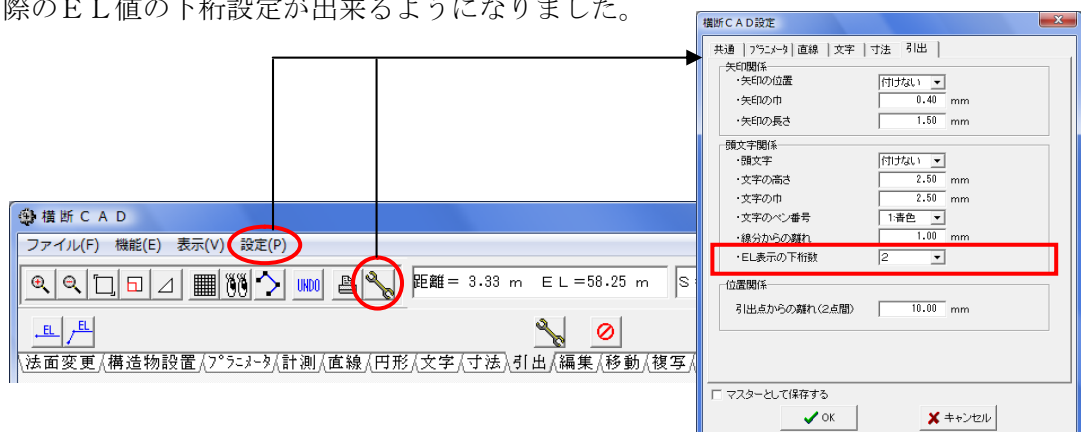 際のＥＬ値の下桁設定が出来るようになりました。
横断ＣＡＤ
ファイル(F) 機能(E) 表示(V) 設定(P)
UNDO
距離＝ 3.33 ｍ ＥＬ＝58.25 ｍ
EL EL
法面変更 構造物設置 ﾌﾟﾗﾆﾒｰﾀ 計測 直線 円形 文字 寸法 引出 編集 移動 複写
横断ＣＡＤ設定
共通 ﾌﾟﾗﾆﾒｰﾀ 直線 文字 寸法 引出
矢印関係
・矢印の位置 付けない
・矢印の巾 0.40 mm
・矢印の長さ 1.50 mm
頭文字関係
・頭文字 付けない
・文字の高さ 2.50 mm
・文字の巾 2.50 mm
・文字のペン番号 1:青色
・線分からの離れ 1.00 mm
・EL表示の下桁数 2
位置関係
引出点からの離れ(2点間) 10.00 mm
マスターとして保存する
OK キャンセル